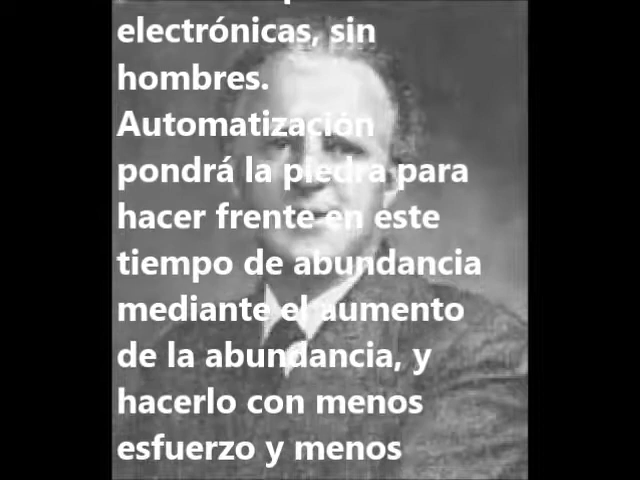 electrónicas, sin
hombres.
Automatización
pondrá la piedra para
hacer frente en este
tiempo de abundancia
mediante el aumento
de la abundancia, y
hacerlo con menos
esfuerzo y menos